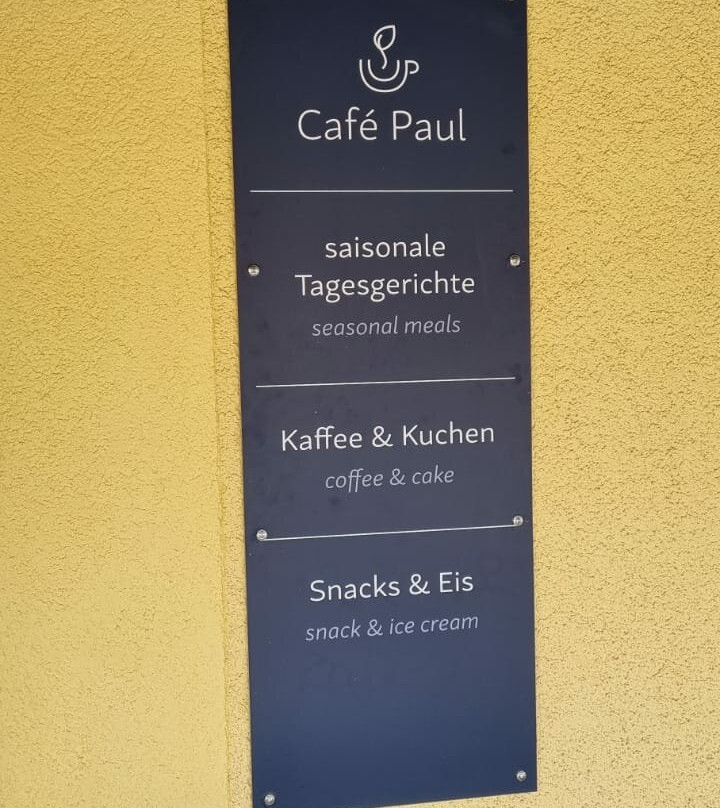 Café Paul
saisonale
Tagesgerichte
seasonal meals
Kaffee & Kuchen
coffee & cake
Snacks & Eis
snack & ice cream